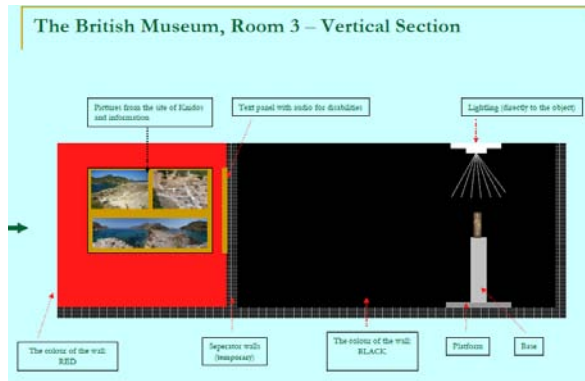 The British Museum, Room 3 – Vertical Section
Pictures from the site of Knidos
and information
Text panel with audio for disabilities
Lighting (directly to the object)
The colour of the wall:
RED
Seperator walls
(temporary)
The colour of the wall:
BLACK
Platform
Base